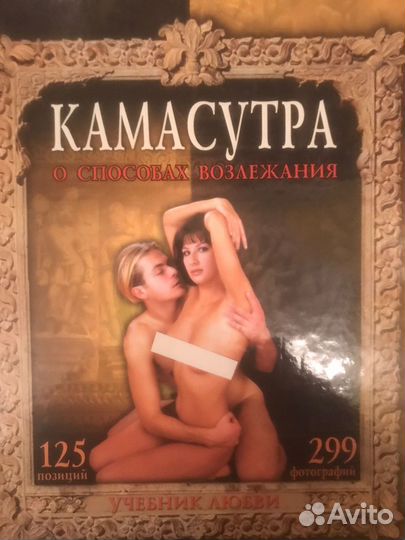 КАМАСУТРА
О СПОСОБАХ ВОЗЛЕЖАНИЯ
125
позиций
299
фотографий
УЧЕБНИК ЛЮБВИ
Avito